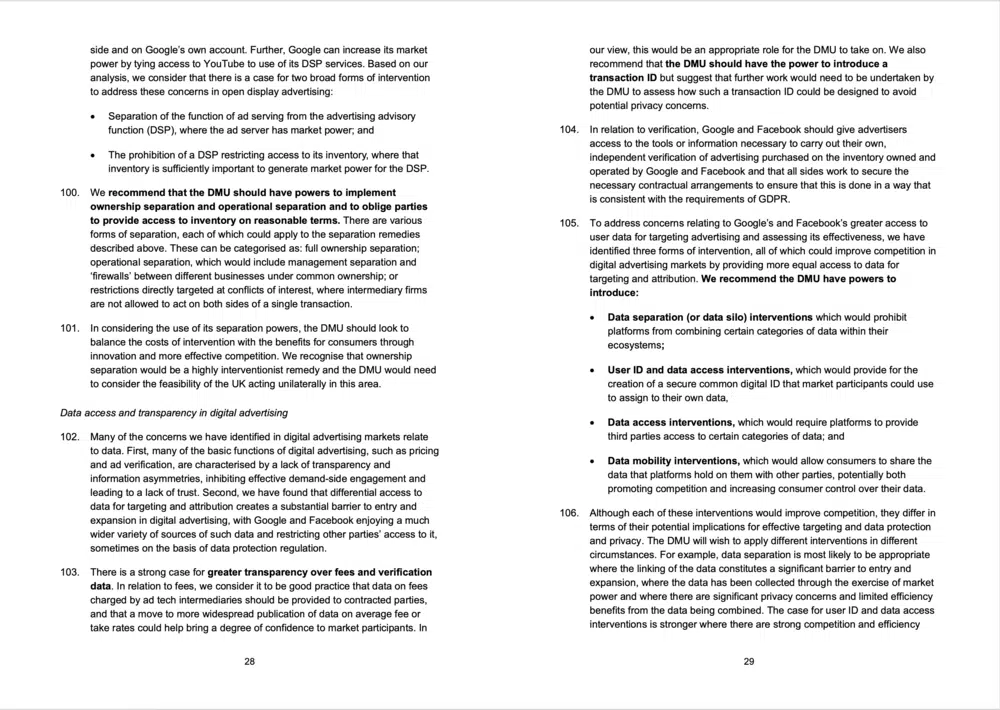 side and on Google's own account. Further, Google can increase its market
power by tying access to YouTube to use of its DSP services. Based on our
analysis, we consider that there is a case for two broad forms of intervention
to address these concerns in open display advertising:
• Separation of the function of ad serving from the advertising advisory
function (DSP), where the ad server has market power; and
• The prohibition of a DSP restricting access to its inventory, where that
inventory is sufficiently important to generate market power for the DSP.
100. We recommend that the DMU should have powers to implement
ownership separation and operational separation and to oblige parties
to provide access to inventory on reasonable terms. There are various
forms of separation, each of which could apply to the separation remedies
described above. These can be categorised as: full ownership separation;
operational separation, which would include management separation and
'firewalls' between different businesses under common ownership; or
restrictions directly targeted at conflicts of interest, where intermediary firms
are not allowed to act on both sides of a single transaction.
101. In considering the use of its separation powers, the DMU should look to
balance the costs of intervention with the benefits for consumers through
innovation and more effective competition. We recognise that ownership
separation would be a highly interventionist remedy and the DMU would need
to consider the feasibility of the UK acting unilaterally in this area.
Data access and transparency in digital advertising
102. Many of the concerns we have identified in digital advertising markets relate
to data. First, many of the basic functions of digital advertising, such as pricing
and ad verification, are characterised by a lack of transparency and
information asymmetries, inhibiting effective demand-side engagement and
leading to a lack of trust. Second, we have found that differential access to
data for targeting and attribution creates a substantial barrier to entry and
expansion in digital advertising, with Google and Facebook enjoying a much
wider variety of sources of such data and restricting other parties' access to it,
sometimes on the basis of data protection regulation.
103. There is a strong case for greater transparency over fees and verification
data. In relation to fees, we consider it to be good practice that data on fees
charged by ad tech intermediaries should be provided to contracted parties,
and that a move to more widespread publication of data on average fee or
take rates could help bring a degree of confidence to market participants. In
28
our view, this would be an appropriate role for the DMU to take on. We also
recommend that the DMU should have the power to introduce a
transaction ID but suggest that further work would need to be undertaken by
the DMU to assess how such a transaction ID could be designed to avoid
potential privacy concerns.
104. In relation to verification, Google and Facebook should give advertisers
access to the tools or information necessary to carry out their own,
independent verification of advertising purchased on the inventory owned and
operated by Google and Facebook and that all sides work to secure the
necessary contractual arrangements to ensure that this is done in a way that
is consistent with the requirements of GDPR.
105. To address concerns relating to Google's and Facebook's greater access to
user data for targeting advertising and assessing its effectiveness, we have
identified three forms of intervention, all of which could improve competition in
digital advertising markets by providing more equal access to data for
targeting and attribution. We recommend the DMU have powers to
introduce:
• Data separation (or data silo) interventions which would prohibit
platforms from combining certain categories of data within their
ecosystems;
• User ID and data access interventions, which would provide for the
creation of a secure common digital ID that market participants could use
to assign to their own data,
• Data access interventions, which would require platforms to provide
third parties access to certain categories of data; and
• Data mobility interventions, which would allow consumers to share the
data that platforms hold on them with other parties, potentially both
promoting competition and increasing consumer control over their data.
106. Although each of these interventions would improve competition, they differ in
terms of their potential implications for effective targeting and data protection
and privacy. The DMU will wish to apply different interventions in different
circumstances. For example, data separation is most likely to be appropriate
where the linking of the data constitutes a significant barrier to entry and
expansion, where the data has been collected through the exercise of market
power and where there are significant privacy concerns and limited efficiency
benefits from the data being combined. The case for user ID and data access
interventions is stronger where there are strong competition and efficiency
29